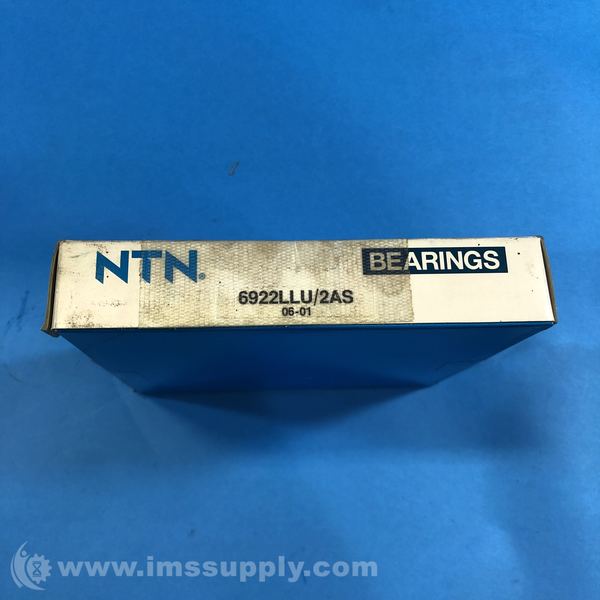 NTN®
BEARINGS
6922LLU/2AS
06-01
www.imssupply.com